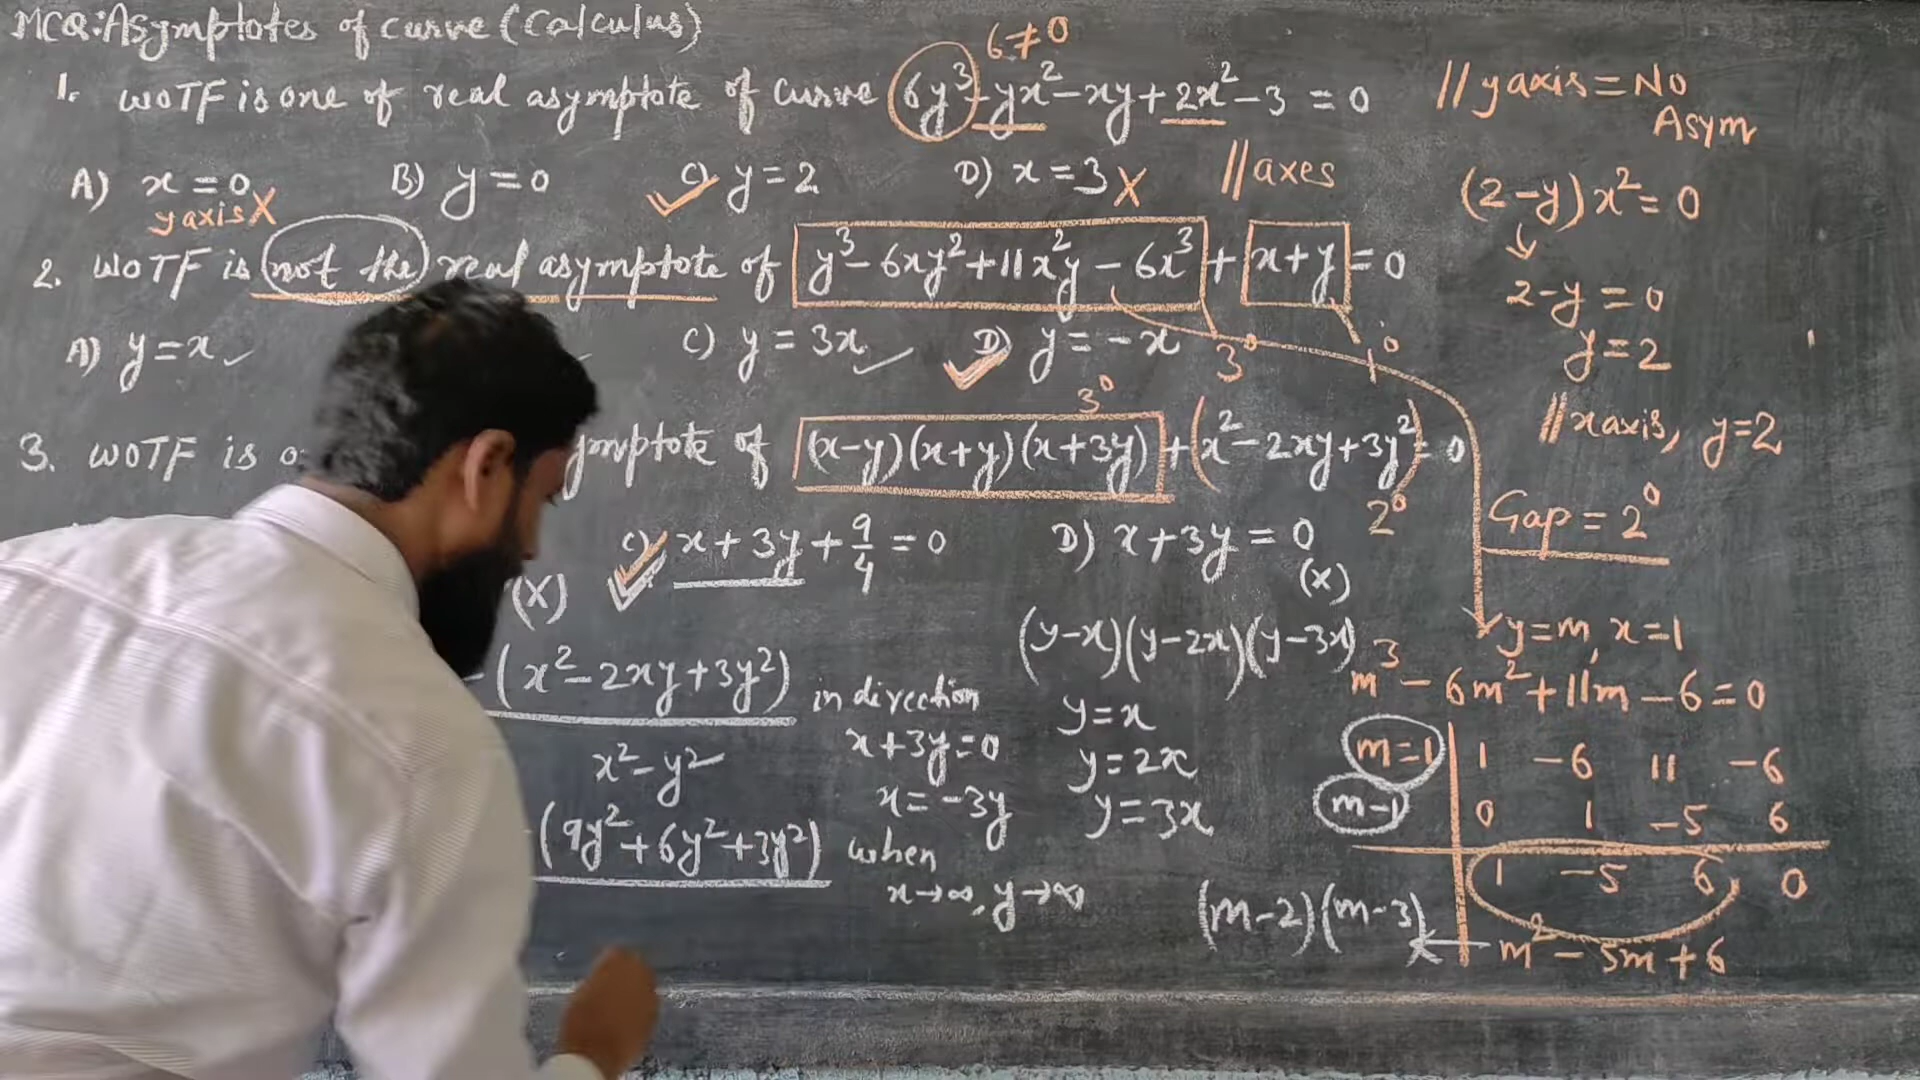 MCQ: Asymptotes of curve (Calculus)
6≠0
1. WOTF is one of real asymptote of curve 6y³-yx²-xy+2x²-3 = 0
A) x=0 B) y=0 C) y=2 D) x=3 X
yaxis X
// axes
2. WOTF is not the real asymptote of y³-6xy²+11x²y-6x³ + x+y = 0
A) y=x C) y=3x D) y=-x
3° 1°
3°
3. WOTF is o ymptote of (x-y)(x+y)(x+3y)+(x²-2xy+3y²)=0
2°
(X) C) x+3y+9/4=0 D) x+3y=0
(X)
-(x²-2xy+3y²)
x²-y²
(9y²+6y²+3y²)
in direction
x+3y=0
x=-3y
when
x→∞, y→∞
(y-x)(y-2x)(y-3x)
y=x
y=2x
y=3x
// yaxis = No
Asym
(2-y)x²=0
2-y=0
y=2
// xaxis, y=2
Gap = 2°
y=m, x=1
m³-6m²+11m-6=0
m=1 1 -6 11 -6
m-1 0 1 -5 6
1 -5 6 0
(m-2)(m-3) m²-5m+6